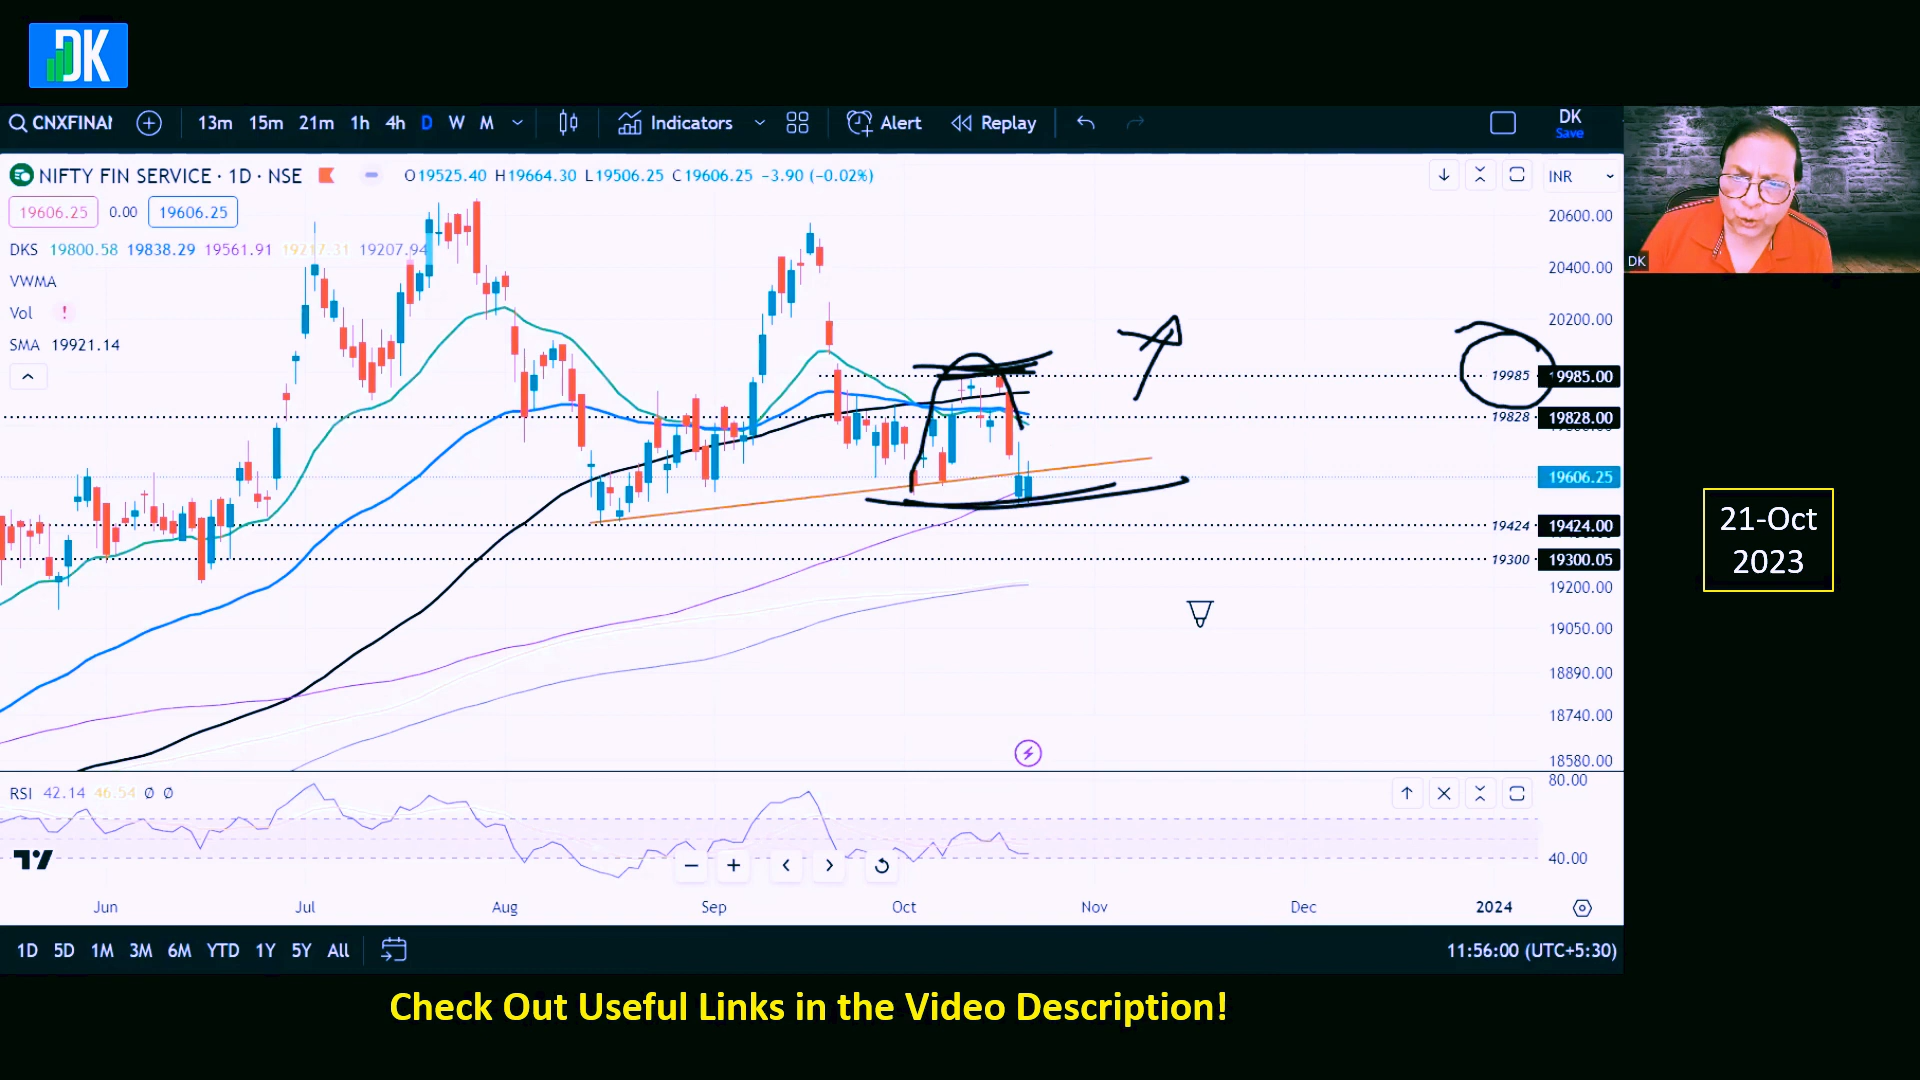 DK
CNXFINAN
13m 15m 21m 1h 4h D W M
Indicators
Alert
Replay
DK
Save
NIFTY FIN SERVICE · 1D · NSE
O19525.40 H19664.30 L19506.25 C19606.25 −3.90 (−0.02%)
INR
19606.25 0.00 19606.25
DKS 19800.58 19838.29 19561.91 19217.31 19207.94
VWMA
Vol !
SMA 19921.14
20600.00
20400.00
20200.00
19985 19985.00
19828 19828.00
19606.25
19424 19424.00
19300 19300.05
19200.00
19050.00
18890.00
18740.00
18580.00
RSI 42.14 46.54 Ø Ø
80.00
40.00
Jun Jul Aug Sep Oct Nov Dec 2024
1D 5D 1M 3M 6M YTD 1Y 5Y All
11:56:00 (UTC+5:30)
DK
21-Oct
2023
Check Out Useful Links in the Video Description!